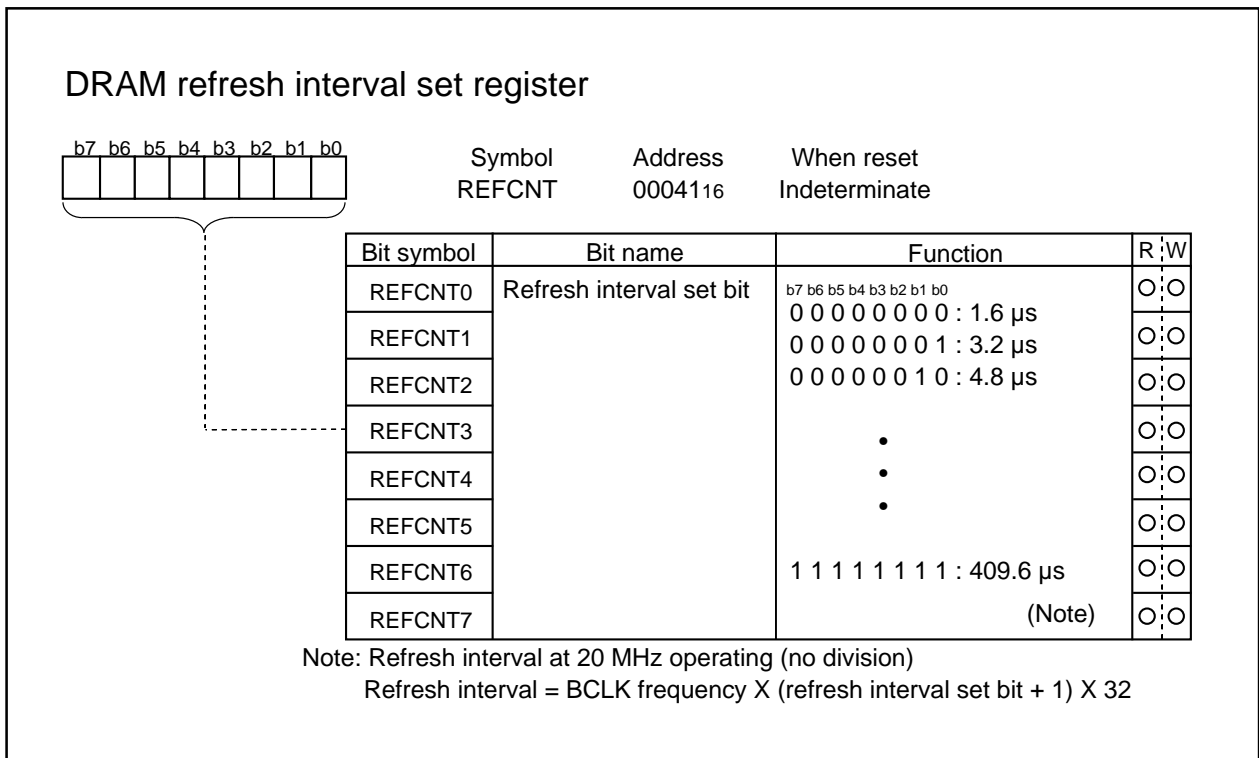 DRAM refresh interval set register
b7 b6 b5 b4 b3 b2 b1 b0
Symbol Address When reset
REFCNT 004116 Indeterminate
Bit symbol Bit name Function R W
REFCNT0 Refresh interval set bit b7 b6 b5 b4 b3 b2 b1 b0
0 0 0 0 0 0 0 0 : 1.6 µs
REFCNT1
0 0 0 0 0 0 0 1 : 3.2 µs
REFCNT2 0 0 0 0 0 0 1 0 : 4.8 µs
REFCNT3
REFCNT4
REFCNT5
REFCNT6 1 1 1 1 1 1 1 1 : 409.6 µs
REFCNT7 (Note)
Note: Refresh interval at 20 MHz operating (no division)
Refresh interval = BCLK frequency X (refresh interval set bit + 1) X 32